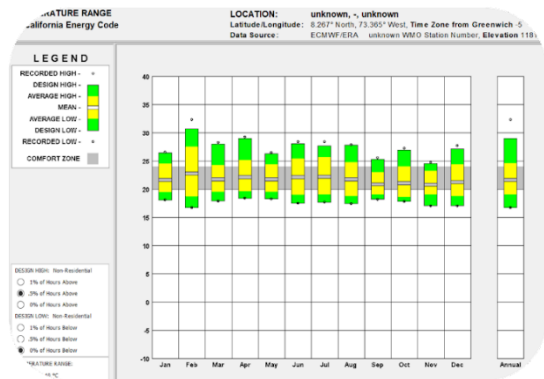 RATURE RANGE
alifornia Energy Code
LOCATION: unknown, -, unknown
Latitude/Longitude: 8.267° North, 73.365° West, Time Zone from Greenwich -5
Data Source: ECMWF/ERA unknown WMO Station Number, Elevation 118
LEGEND
RECORDED HIGH -
DESIGN HIGH -
AVERAGE HIGH -
MEAN -
AVERAGE LOW -
DESIGN LOW -
RECORDED LOW -
COMFORT ZONE
40
35
30
25
20
15
10
5
0
-5
-10
Jan Feb Mar Apr May Jun Jul Aug Sep Oct Nov Dec Annual
DESIGN HIGH: Non-Residential
1% of Hours Above
.5% of Hours Above
0% of Hours Above
DESIGN LOW: Non-Residential
1% of Hours Below
.5% of Hours Below
0% of Hours Below
ERATURE RANGE: